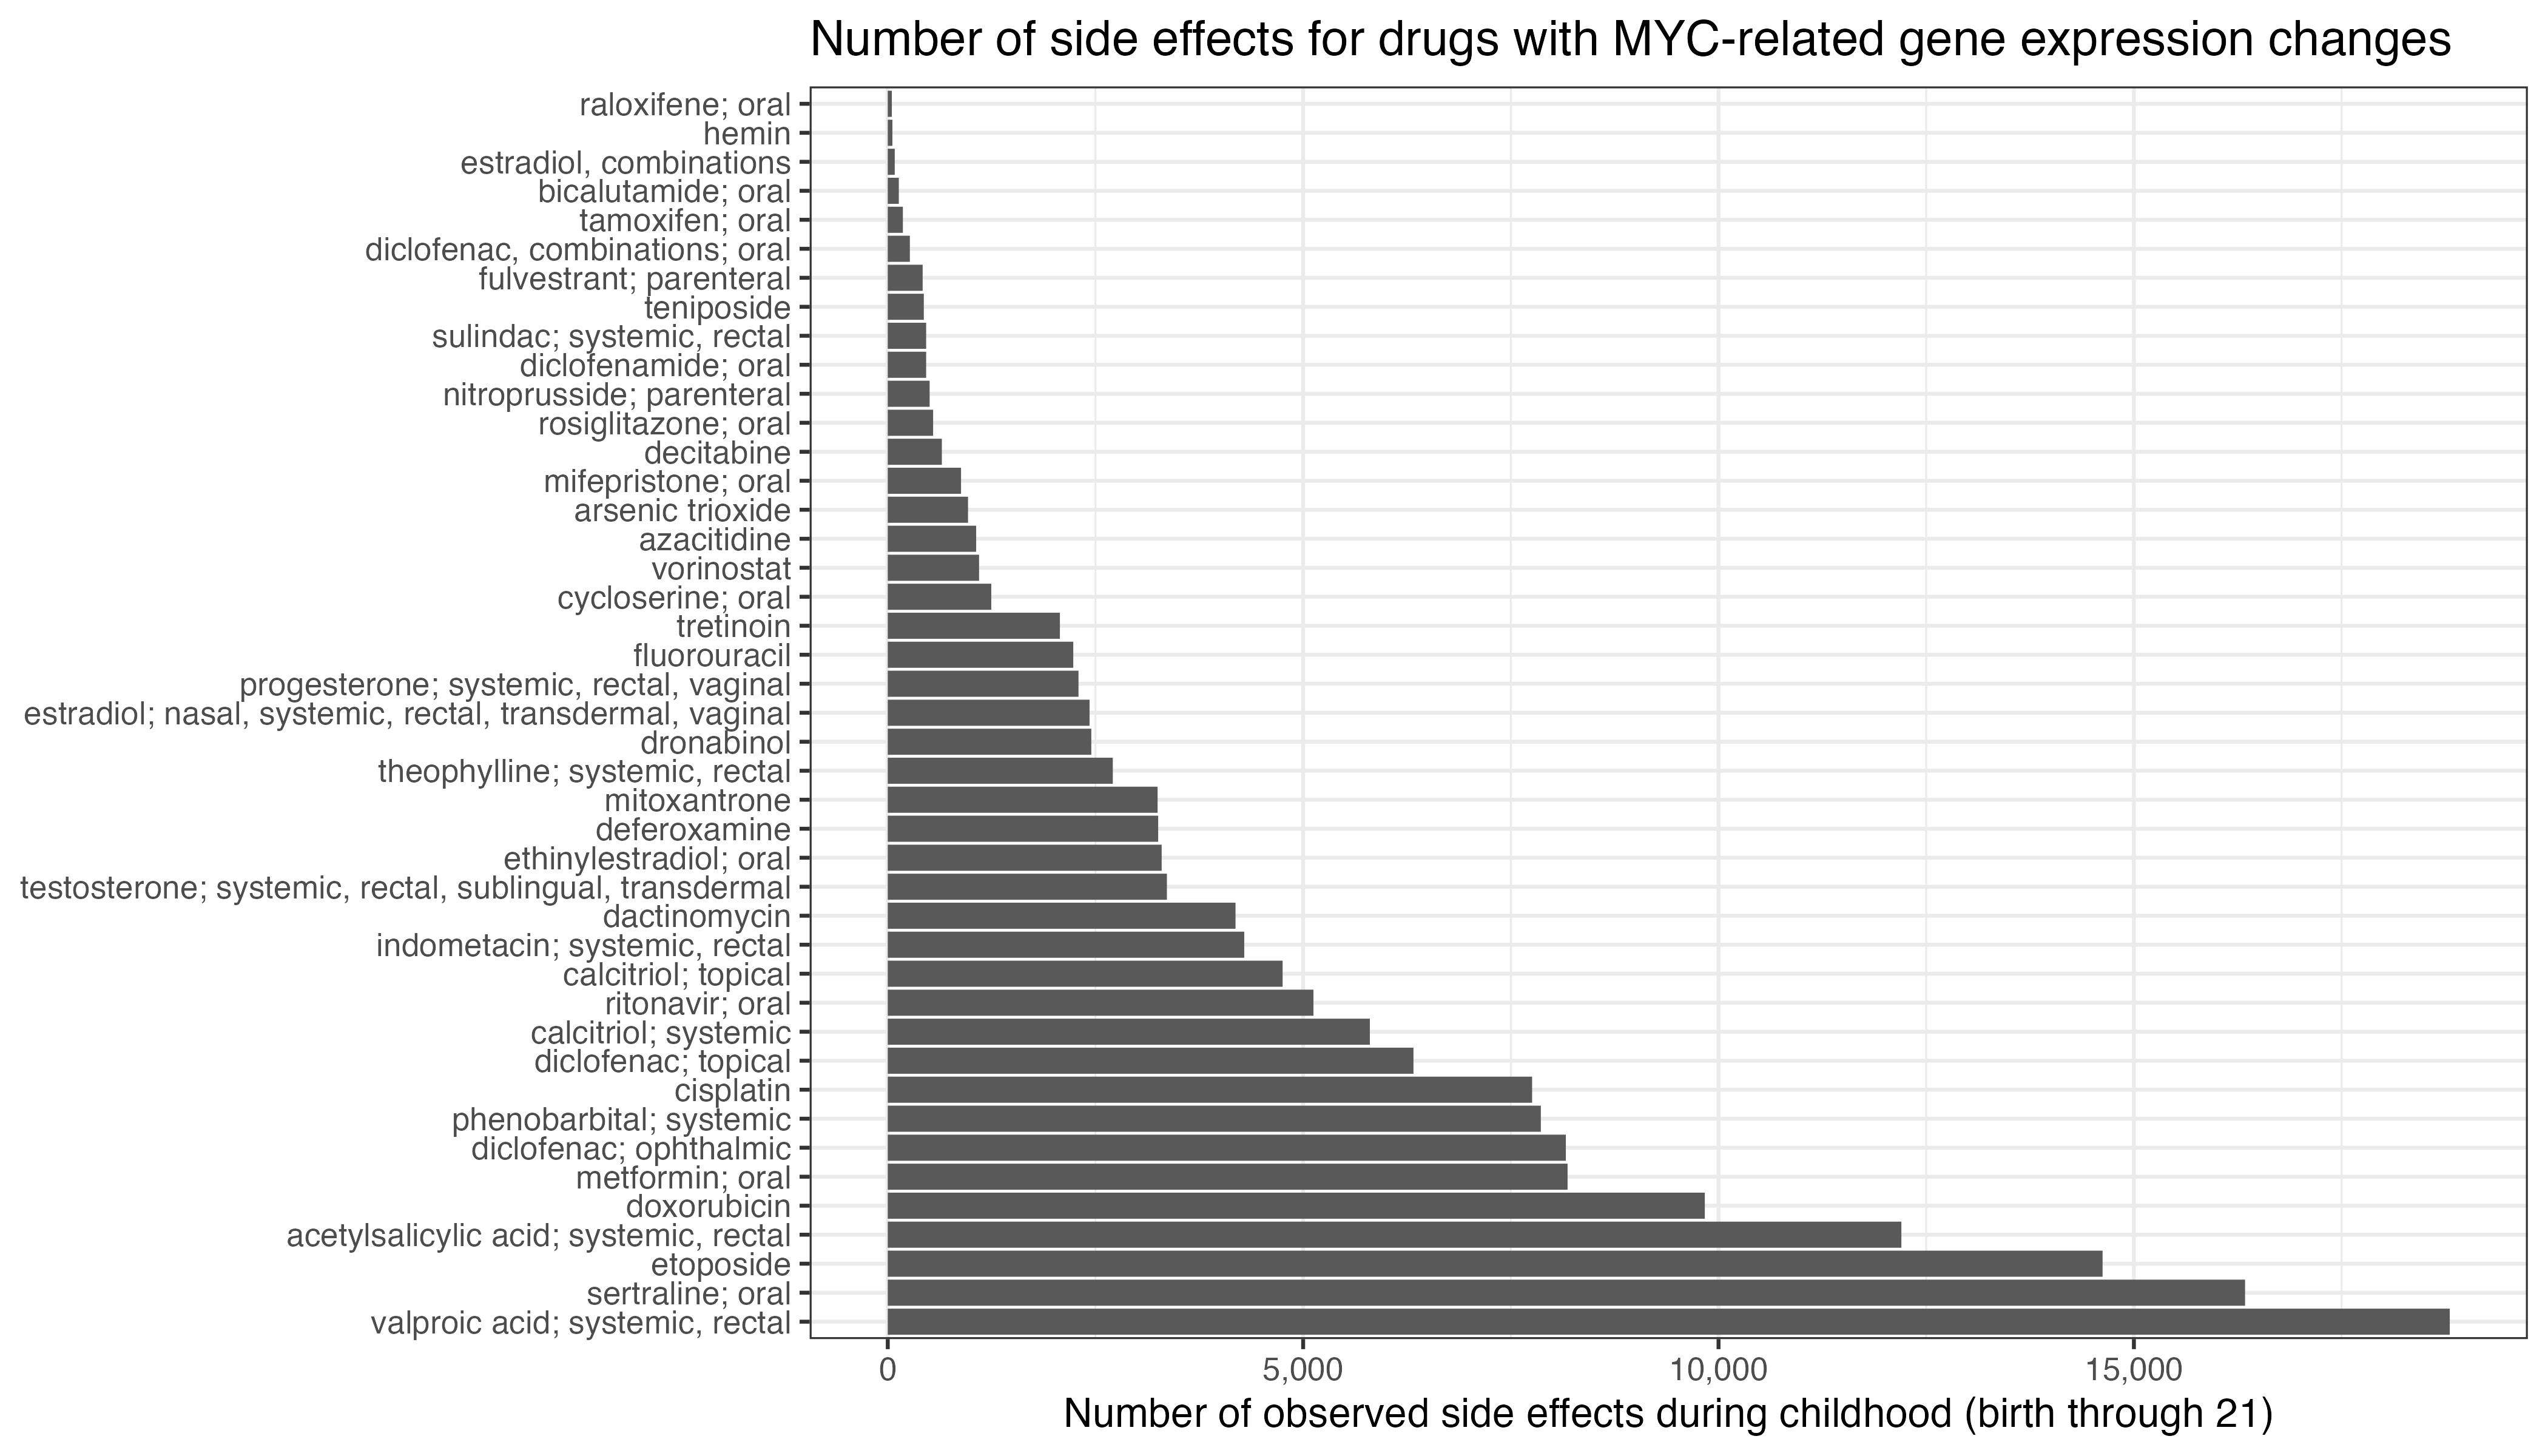 Number of side effects for drugs with MYC-related gene expression changes
raloxifene; oral
hemin
estradiol, combinations
bicalutamide; oral
tamoxifen; oral
diclofenac, combinations; oral
fulvestrant; parenteral
teniposide
sulindac; systemic, rectal
diclofenamide; oral
nitroprusside; parenteral
rosiglitazone; oral
decitabine
mifepristone; oral
arsenic trioxide
azacitidine
vorinostat
cycloserine; oral
tretinoin
fluorouracil
progesterone; systemic, rectal, vaginal
estradiol; nasal, systemic, rectal, transdermal, vaginal
dronabinol
theophylline; systemic, rectal
mitoxantrone
deferoxamine
ethinylestradiol; oral
testosterone; systemic, rectal, sublingual, transdermal
dactinomycin
indometacin; systemic, rectal
calcitriol; topical
ritonavir; oral
calcitriol; systemic
diclofenac; topical
cisplatin
phenobarbital; systemic
diclofenac; ophthalmic
metformin; oral
doxorubicin
acetylsalicylic acid; systemic, rectal
etoposide
sertraline; oral
valproic acid; systemic, rectal
0 5,000 10,000 15,000
Number of observed side effects during childhood (birth through 21)